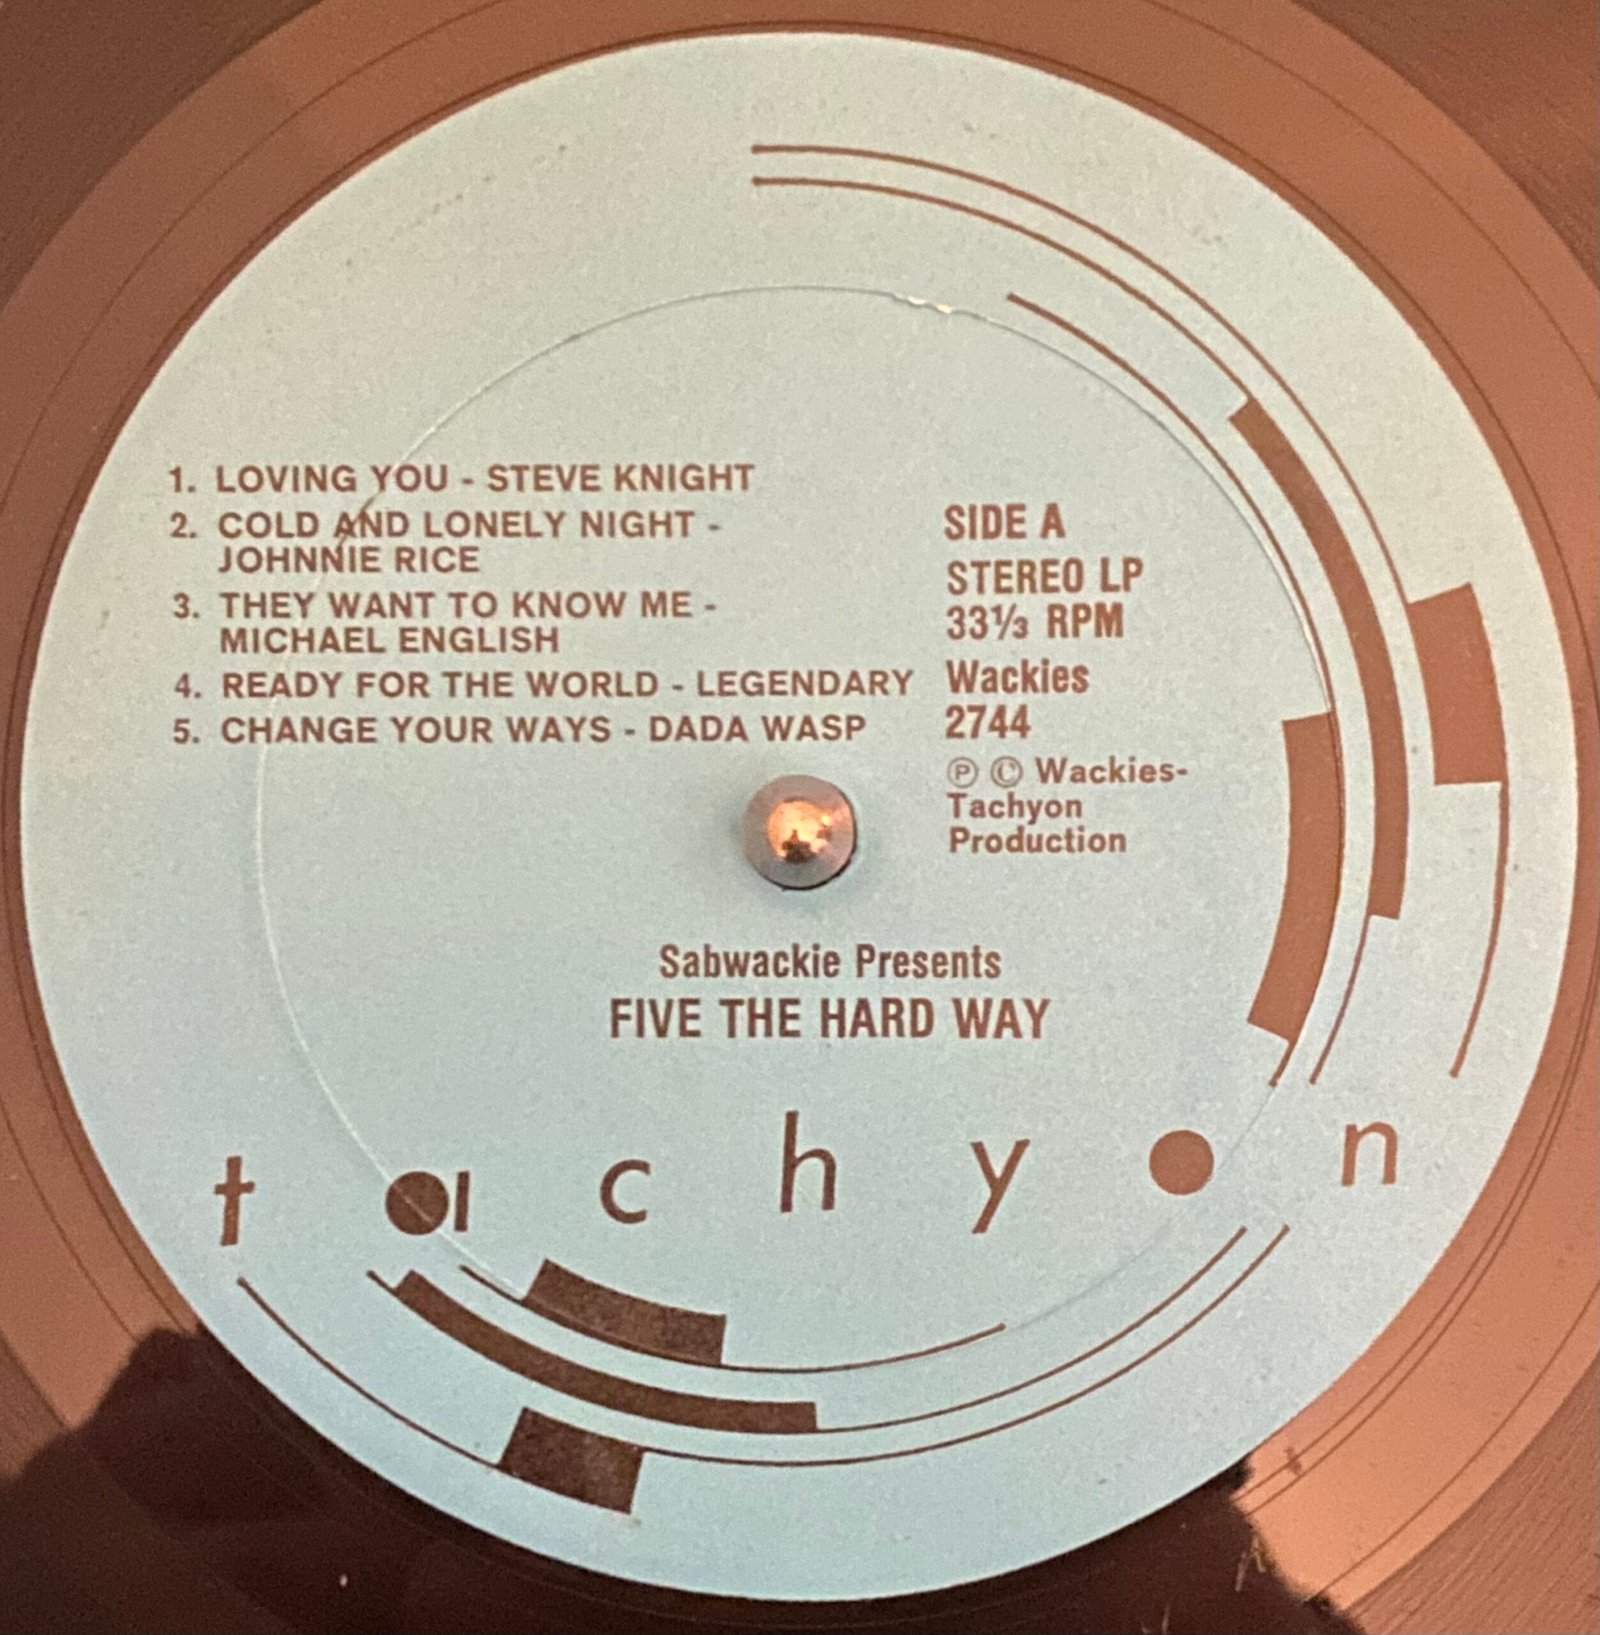 1. LOVING YOU - STEVE KNIGHT
2. COLD AND LONELY NIGHT -
JOHNNIE RICE
3. THEY WANT TO KNOW ME -
MICHAEL ENGLISH
4. READY FOR THE WORLD - LEGENDARY
5. CHANGE YOUR WAYS - DADA WASP
SIDE A
STEREO LP
33⅓ RPM
Wackies
2744
Ⓟ © Wackies-
Tachyon
Production
Sabwackie Presents
FIVE THE HARD WAY
tachyon